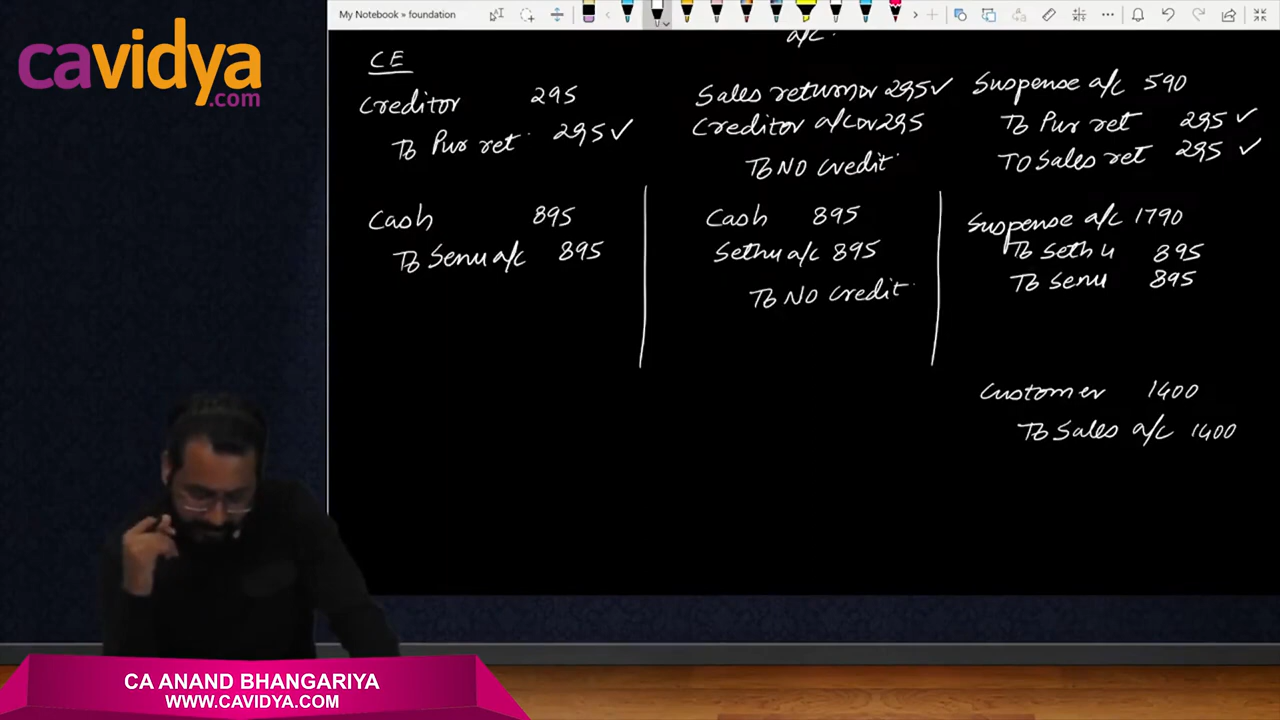 cavidya
.com
My Notebook » foundation
a/c.
CE
Creditor 295
To Pur ret 295 ✓
Sales return 295 ✓
Creditor a/c 295
To No credit
Suspense a/c 590
To Pur ret 295 ✓
To Sales ret 295 ✓
Cash 895
To Senu a/c 895
Cash 895
Sethu a/c 895
To No credit
Suspense a/c 1790
To Sethu 895
To Senu 895
Customer 1400
To Sales a/c 1400
CA ANAND BHANGARIYA
WWW.CAVIDYA.COM